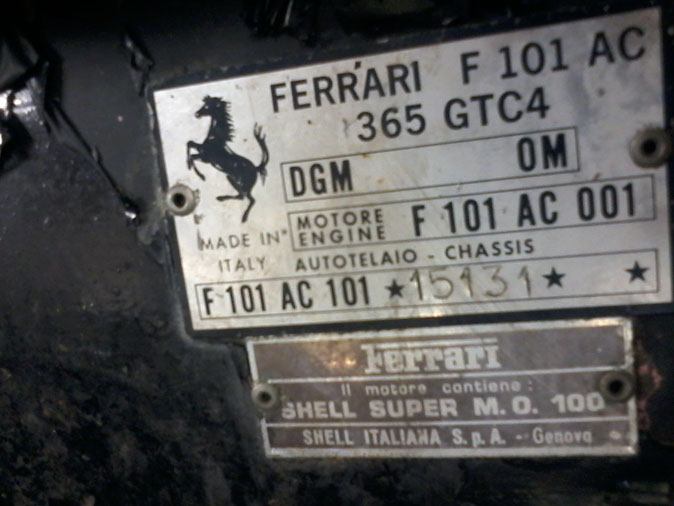 FERRARI F 101 AC
365 GTC4
DGM OM
MOTORE
ENGINE F 101 AC 001
MADE IN
ITALY
AUTOTELAIO - CHASSIS
F 101 AC 101 ★15131★ ★
Ferrari
Il motore contiene:
SHELL SUPER M.O. 100
SHELL ITALIANA S.p.A. - Genova